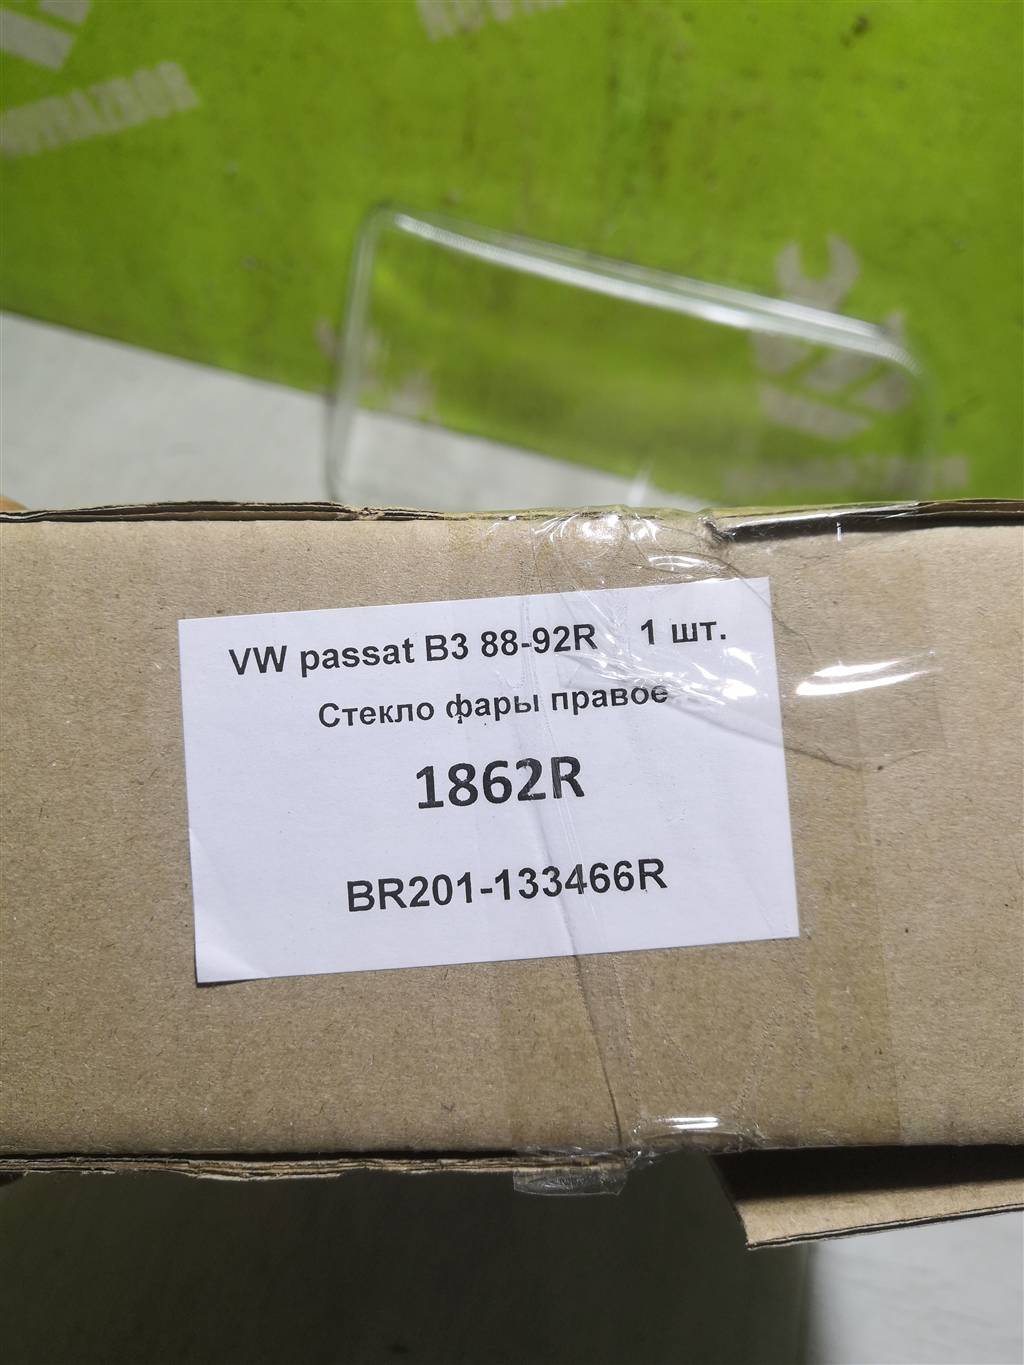 VW passat B3 88-92R 1 шт.
Стекло фары правое
1862R
BR201-133466R